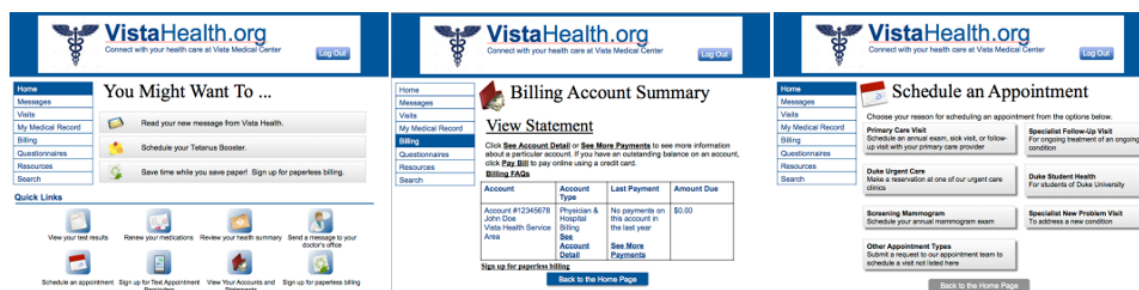 VistaHealth.org
Connect with your health care at Vista Medical Center
Log Out
Home
Messages
Visits
My Medical Record
Billing
Questionnaires
Resources
Search
You Might Want To ...
Read your new message from Vista Health.
Schedule your Tetanus Booster.
Save time while you save paper! Sign up for paperless billing.
Quick Links
View your test results
Renew your medications
Review your health summary
Send a message to your
doctor's office
Schedule an appointment
Sign up for Text Appointment
Reminders
View Your Accounts and
Statements
Sign up for paperless billing
VistaHealth.org
Connect with your health care at Vista Medical Center
Log Out
Home
Messages
Visits
My Medical Record
Billing
Questionnaires
Resources
Search
Billing Account Summary
View Statement
Click See Account Detail or See More Payments to see more information
about a particular account. If you have an outstanding balance on an account,
click Pay Bill to pay online using a credit card.
Billing FAQs
Account
Account
Type
Last Payment
Amount Due
Account #12345678
John Doe
Vista Health Service
Area
Physician &
Hospital
Billing
See
Account
Detail
No payments on
this account in
the last year
See More
Payments
$0.00
Sign up for paperless billing
Back to the Home Page
VistaHealth.org
Connect with your health care at Vista Medical Center
Log Out
Home
Messages
Visits
My Medical Record
Billing
Questionnaires
Resources
Search
Schedule an Appointment
Choose your reason for scheduling an appointment from the options below.
Primary Care Visit
Schedule an annual exam, sick visit, or follow-
up visit with your primary care provider
Specialist Follow-Up Visit
For ongoing treatment of an ongoing
condition
Duke Urgent Care
Make a reservation at one of our urgent care
clinics
Duke Student Health
For students of Duke University
Screening Mammogram
Schedule your annual mammogram exam
Specialist New Problem Visit
To address a new condition
Other Appointment Types
Submit a request to our appointment team to
schedule a visit not listed here
Back to the Home Page